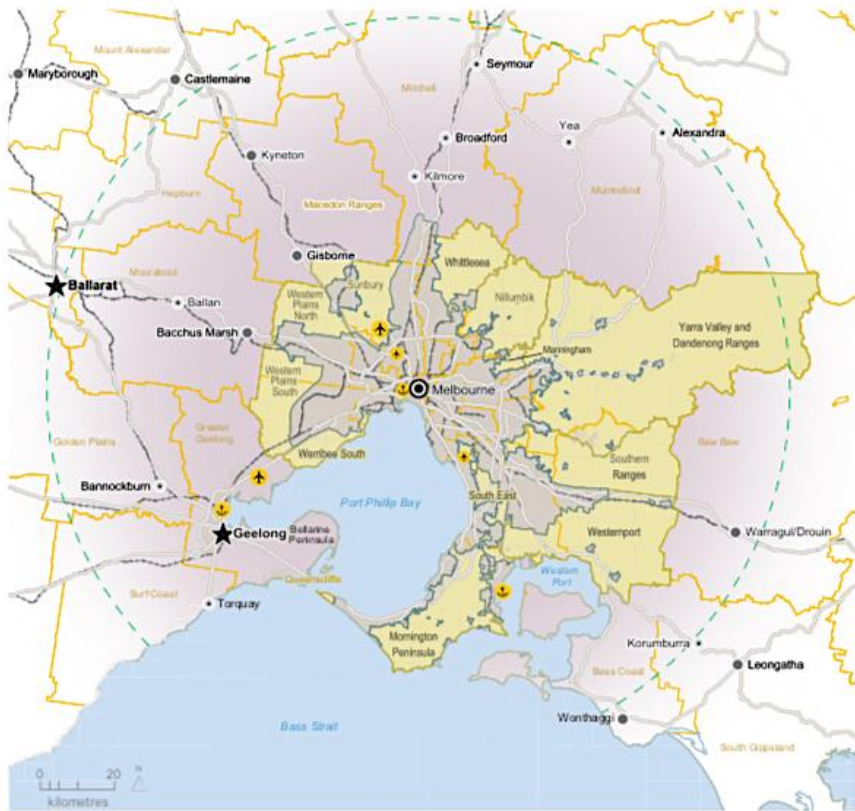 Mount Alexander
Seymour
Maryborough
Castlemaine
Mitchell
Yea
Alexandra
Broadford
Kyneton
Kilmore
Hepburn
Murrindindi
Macedon Ranges
Gisborne
Whittlesea
Moorabool
Sunbury
Ballarat
Western
Plains
North
Nillumbik
Ballan
Bacchus Marsh
Yarra Valley and
Dandenong Ranges
Manningham
Western
Plains
South
Melbourne
Golden Plains
Greater
Geelong
Baw Baw
Werribee South
Southern
Ranges
Bannockburn
Port Phillip Bay
South East
Geelong
Bellarine
Peninsula
Westernport
Warragul/Drouin
Western
Port
Queenscliffe
Surf Coast
Torquay
Mornington
Peninsula
Korumburra
Bass Coast
Leongatha
Wonthaggi
Bass Strait
South Gippsland
N
0 20
kilometres